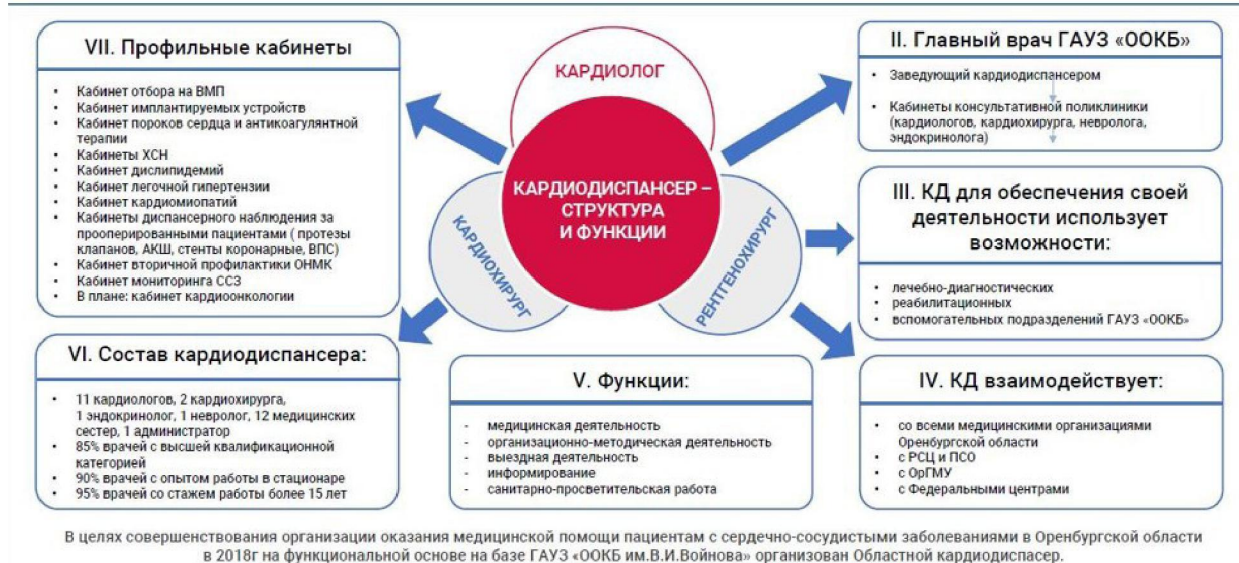 VII. Профильные кабинеты
• Кабинет отбора на ВМП
• Кабинет имплантируемых устройств
• Кабинет пороков сердца и антикоагулянтной
терапии
• Кабинеты ХСН
• Кабинет дислипидемий
• Кабинет легочной гипертензии
• Кабинет кардиомиопатий
• Кабинеты диспансерного наблюдения за
прооперированными пациентами ( протезы
клапанов, АКШ, стенты коронарные, ВПС)
• Кабинет вторичной профилактики ОНМК
• Кабинет мониторинга ССЗ
• В плане: кабинет кардиоонкологии
КАРДИОЛОГ
КАРДИОДИСПАНСЕР –
СТРУКТУРА
И ФУНКЦИИ
КАРДИОХИРУРГ
РЕНТГЕНОХИРУРГ
II. Главный врач ГАУЗ «ООКБ»
• Заведующий кардиодиспансером
• Кабинеты консультативной поликлиники
(кардиологов, кардиохирурга, невролога,
эндокринолога)
III. КД для обеспечения своей
деятельности использует
возможности:
• лечебно-диагностических
• реабилитационных
• вспомогательных подразделений ГАУЗ «ООКБ»
VI. Состав кардиодиспансера:
• 11 кардиологов, 2 кардиохирурга,
1 эндокринолог, 1 невролог, 12 медицинских
сестер, 1 администратор
• 85% врачей с высшей квалификационной
категорией
• 90% врачей с опытом работы в стационаре
• 95% врачей со стажем работы более 15 лет
V. Функции:
- медицинская деятельность
- организационно-методическая деятельность
- выездная деятельность
- информирование
- санитарно-просветительская работа
IV. КД взаимодействует:
• со всеми медицинскими организациями
Оренбургской области
• с РСЦ и ПСО
• с ОрГМУ
• с Федеральными центрами
В целях совершенствования организации оказания медицинской помощи пациентам с сердечно-сосудистыми заболеваниями в Оренбургской области
в 2018г на функциональной основе на базе ГАУЗ «ООКБ им.В.И.Войнова» организован Областной кардиодиспасер.